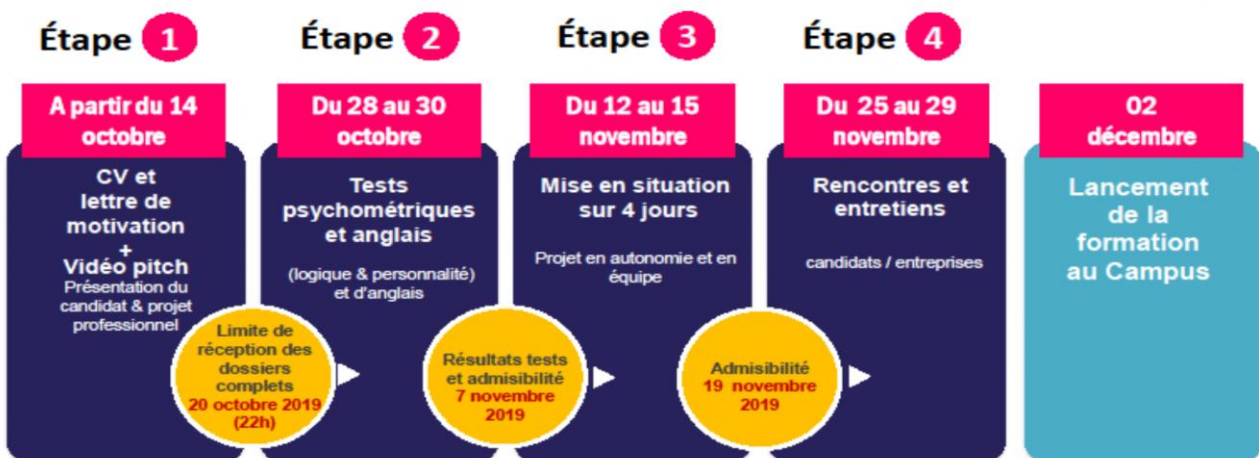 Étape 1
A partir du 14
octobre
CV et
lettre de
motivation
+
Vidéo pitch
Présentation du
candidat & projet
professionnel
Limite de
réception des
dossiers
complets
20 octobre 2019
(22h)
Étape 2
Du 28 au 30
octobre
Tests
psychométriques
et anglais
(logique & personnalité)
et d'anglais
Résultats tests
et admisibilité
7 novembre
2019
Étape 3
Du 12 au 15
novembre
Mise en situation
sur 4 jours
Projet en autonomie et en
équipe
Admisibilité
19 novembre
2019
Étape 4
Du 25 au 29
novembre
Rencontres et
entretiens
candidats / entreprises
02
décembre
Lancement
de la
formation
au Campus